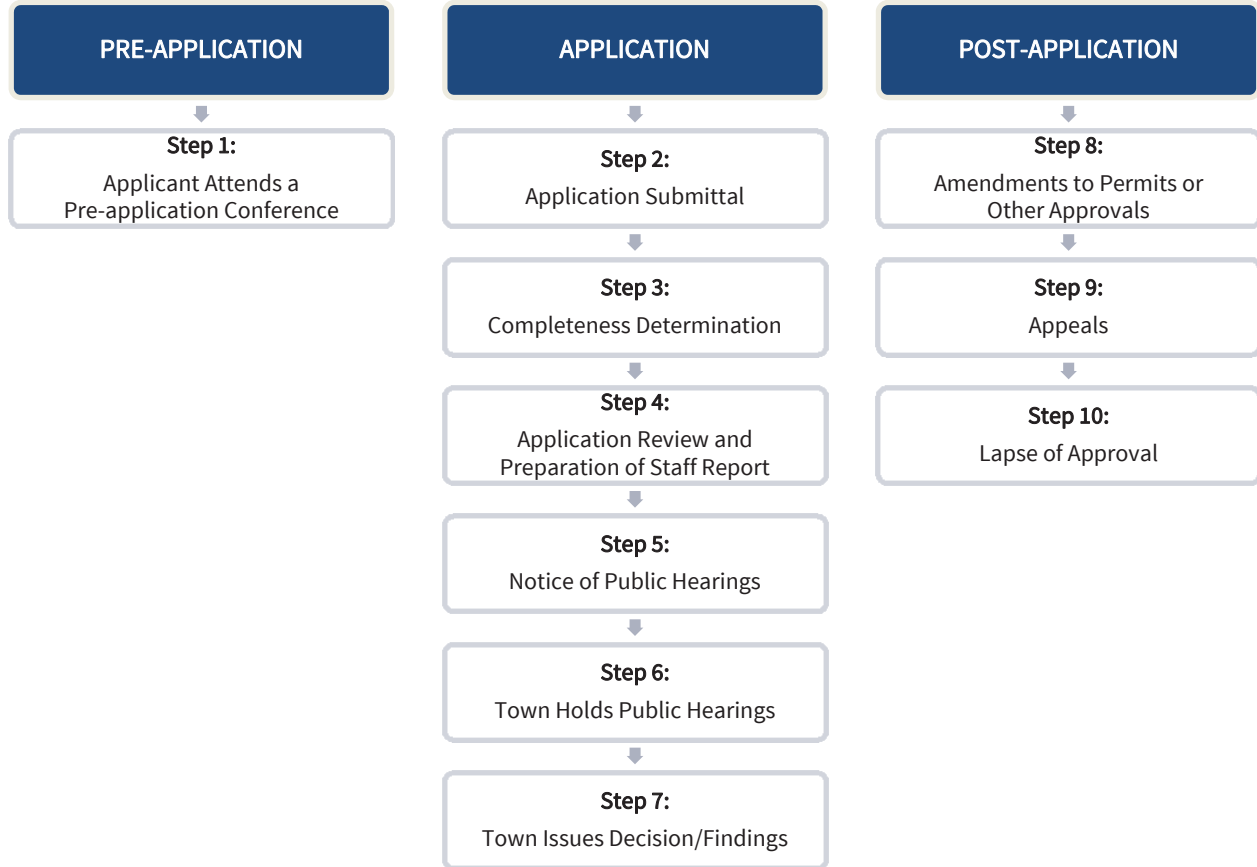 PRE-APPLICATION
Step 1:
Applicant Attends a
Pre-application Conference
APPLICATION
Step 2:
Application Submittal
Step 3:
Completeness Determination
Step 4:
Application Review and
Preparation of Staff Report
Step 5:
Notice of Public Hearings
Step 6:
Town Holds Public Hearings
Step 7:
Town Issues Decision/Findings
POST-APPLICATION
Step 8:
Amendments to Permits or
Other Approvals
Step 9:
Appeals
Step 10:
Lapse of Approval